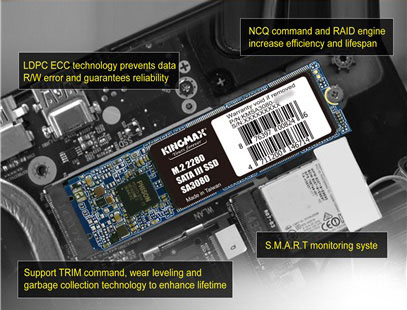 NCQ command and RAID engine
increase efficiency and lifespan
LDPC ECC technology prevents data
R/W error and guarantees reliability
Warranty void if removed
P/N:KMSA3080
KINGMAX
M.2 2280
SATA III SSD
SA3080
Made in Taiwan
WLAN
S.M.A.R.T monitoring syste
Support TRIM command, wear leveling and
garbage collection technology to enhance lifetime